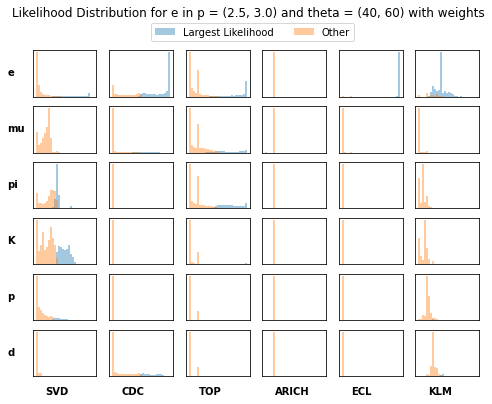 Likelihood Distribution for e in p = (2.5, 3.0) and theta = (40, 60) with weights
Largest Likelihood Other
e
mu
pi
K
p
d
SVD CDC TOP ARICH ECL KLM